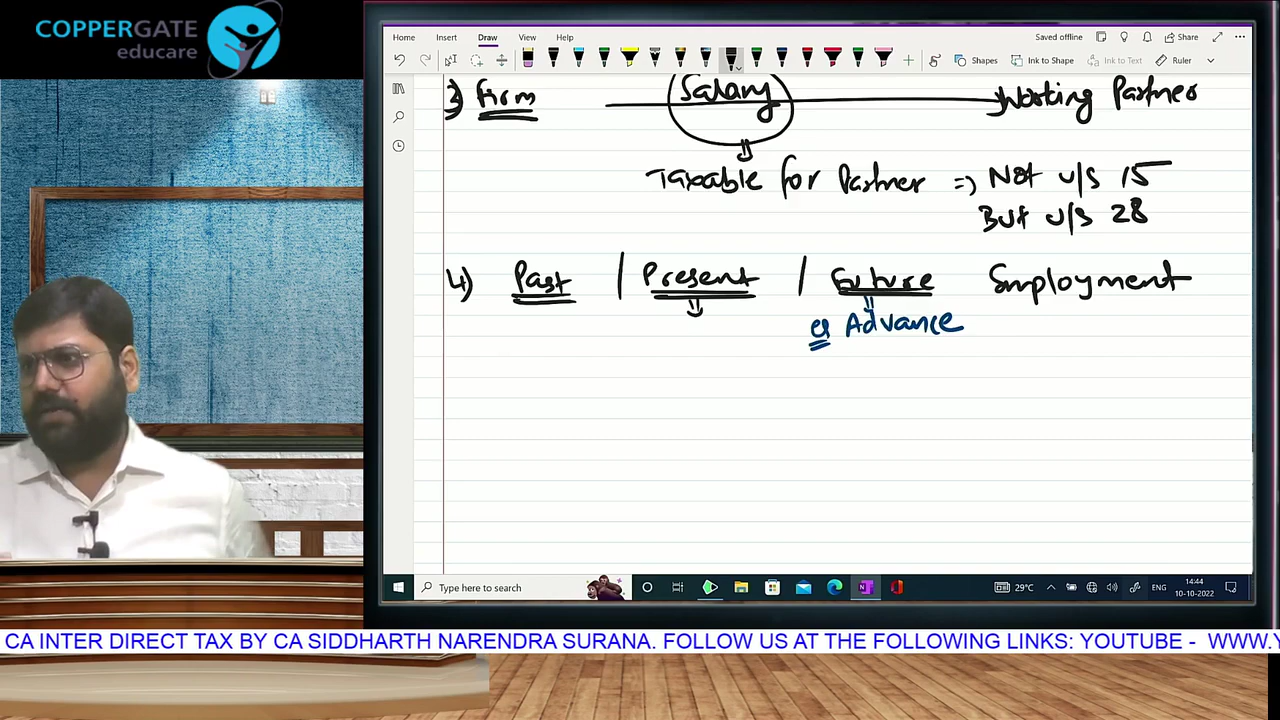 COPPERGATE
educare
Home Insert Draw View Help
Saved offline
Share
Shapes
Ink to Shape
Ink to Text
Ink to Math
Ruler
3) Firm Salary Working Partner
Taxable for Partner => Not u/s 15
But u/s 28
4) Past | Present | Future Employment
eg Advance
Type here to search
29°C
ENG
14:44
10-10-2022
CA INTER DIRECT TAX BY CA SIDDHARTH NARENDRA SURANA. FOLLOW US AT THE FOLLOWING LINKS: YOUTUBE - WWW.Y